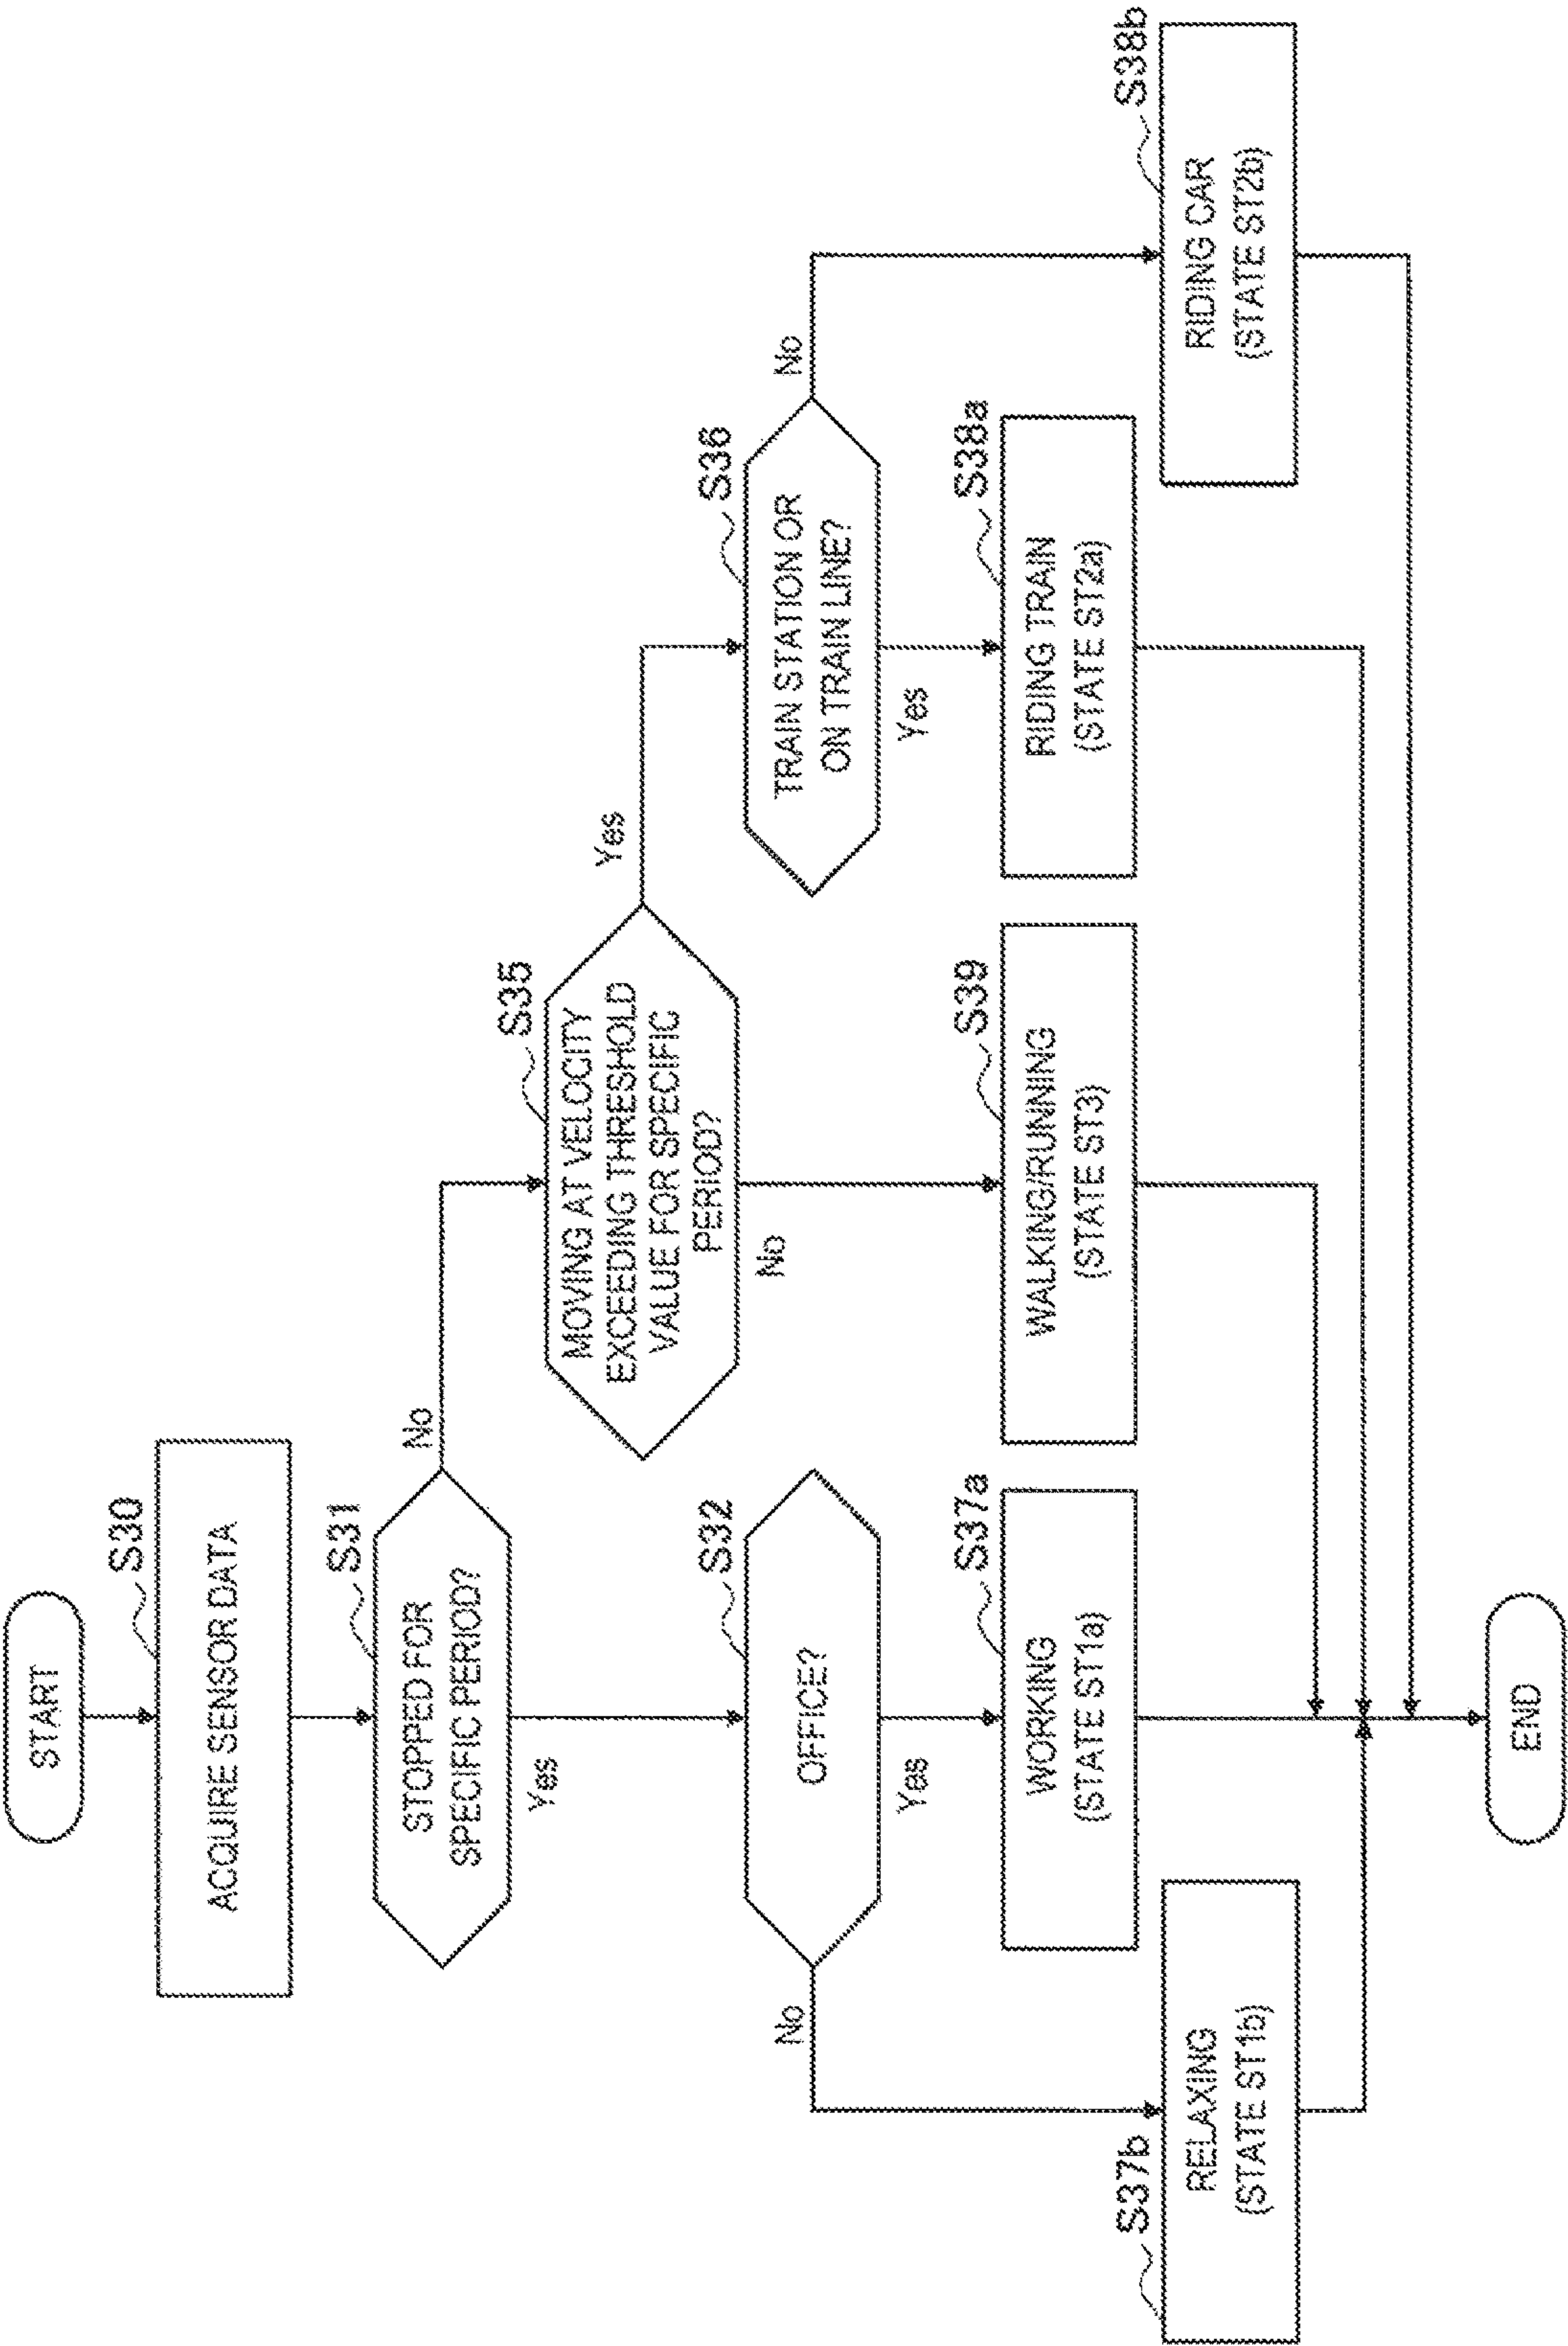 START
S30
ACQUIRE SENSOR DATA
S31
STOPPED FOR
SPECIFIC PERIOD?
No
Yes
S35
MOVING AT VELOCITY
EXCEEDING THRESHOLD
VALUE FOR SPECIFIC
PERIOD?
Yes
No
S32
OFFICE?
No
Yes
S36
TRAIN STATION OR
ON TRAIN LINE?
No
Yes
S37a
WORKING
(STATE ST1a)
S39
WALKING/RUNNING
(STATE ST3)
S38a
RIDING TRAIN
(STATE ST2a)
S37b
RELAXING
(STATE ST1b)
S38b
RIDING CAR
(STATE ST2b)
END